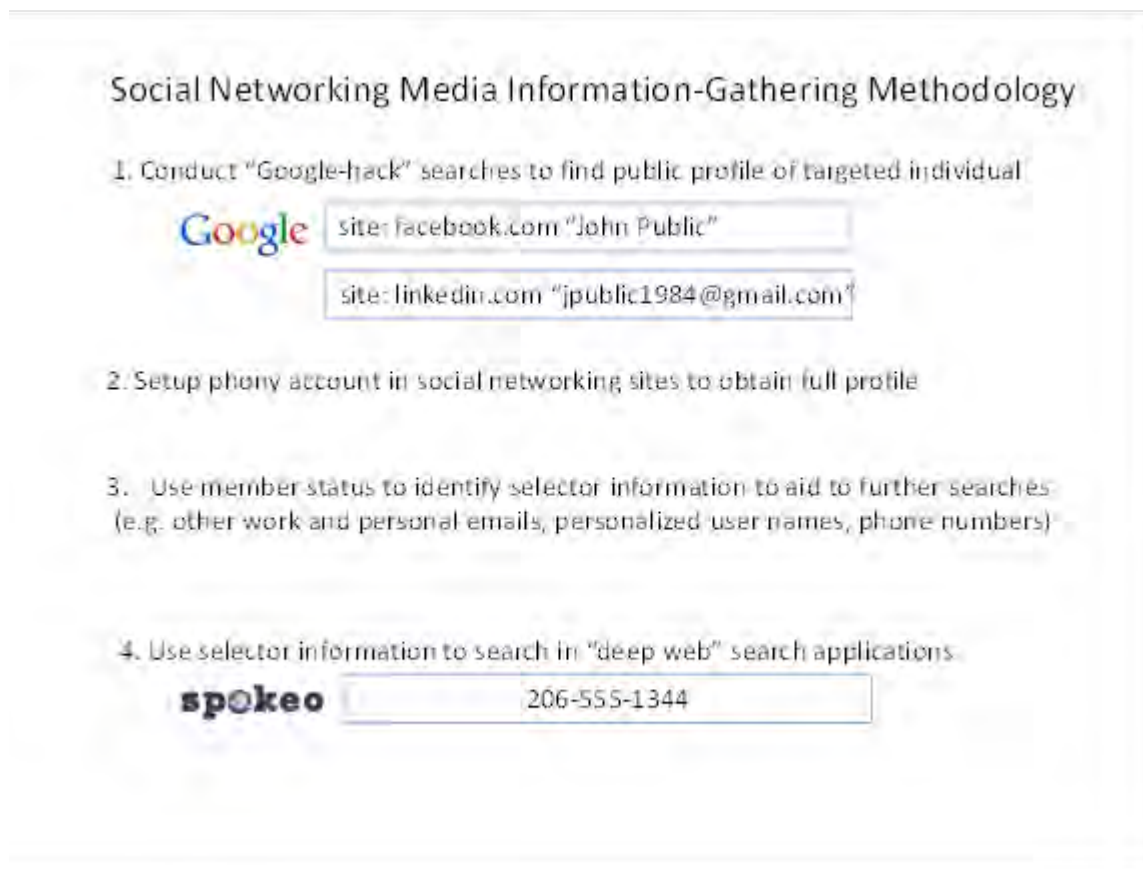 Social Networking Media Information-Gathering Methodology
1. Conduct "Google-hack" searches to find public profile of targeted individual
Google site: facebook.com "John Public"
site: linkedin.com "jpublic1984@gmail.com"
2. Setup phony account in social networking sites to obtain full profile
3. Use member status to identify selector information to aid to further searches
(e.g. other work and personal emails, personalized user names, phone numbers)
4. Use selector information to search in "deep web" search applications
spokeo 206-555-1344